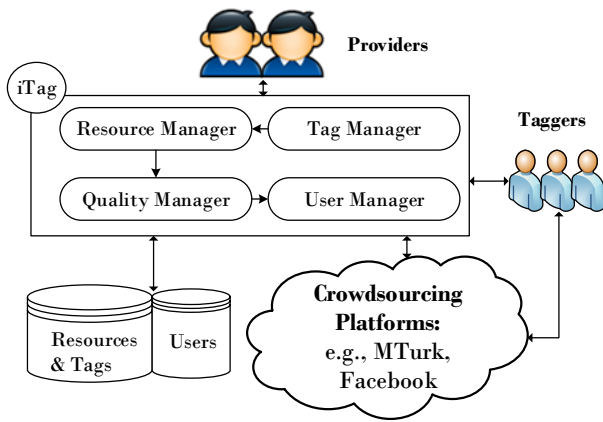 Providers
iTag
Resource Manager
Tag Manager
Taggers
Quality Manager
User Manager
Resources
& Tags
Users
Crowdsourcing
Platforms:
e.g., MTurk,
Facebook